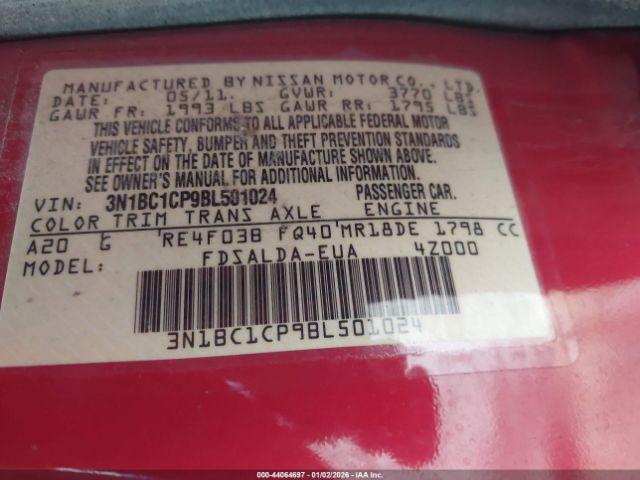 MANUFACTURED BY NISSAN MOTOR CO., LTD.
DATE: 05/11. GVWR: 3770 LBS
GAWR FR: 1993 LBS GAWR RR: 1795 LBS
THIS VEHICLE CONFORMS TO ALL APPLICABLE FEDERAL MOTOR
VEHICLE SAFETY, BUMPER AND THEFT PREVENTION STANDARDS
IN EFFECT ON THE DATE OF MANUFACTURE SHOWN ABOVE.
SEE OWNER'S MANUAL FOR ADDITIONAL INFORMATION.
VIN: 3N1BC1CP9BL501024 PASSENGER CAR.
COLOR TRIM TRANS AXLE ENGINE
A20 G RE4F03B FQ40 MR18DE 1798 CC
MODEL: FDSALDA-EUA 4Z000
3N1BC1CP9BL501024
000-44064697 - 01/02/2026 - IAA Inc.